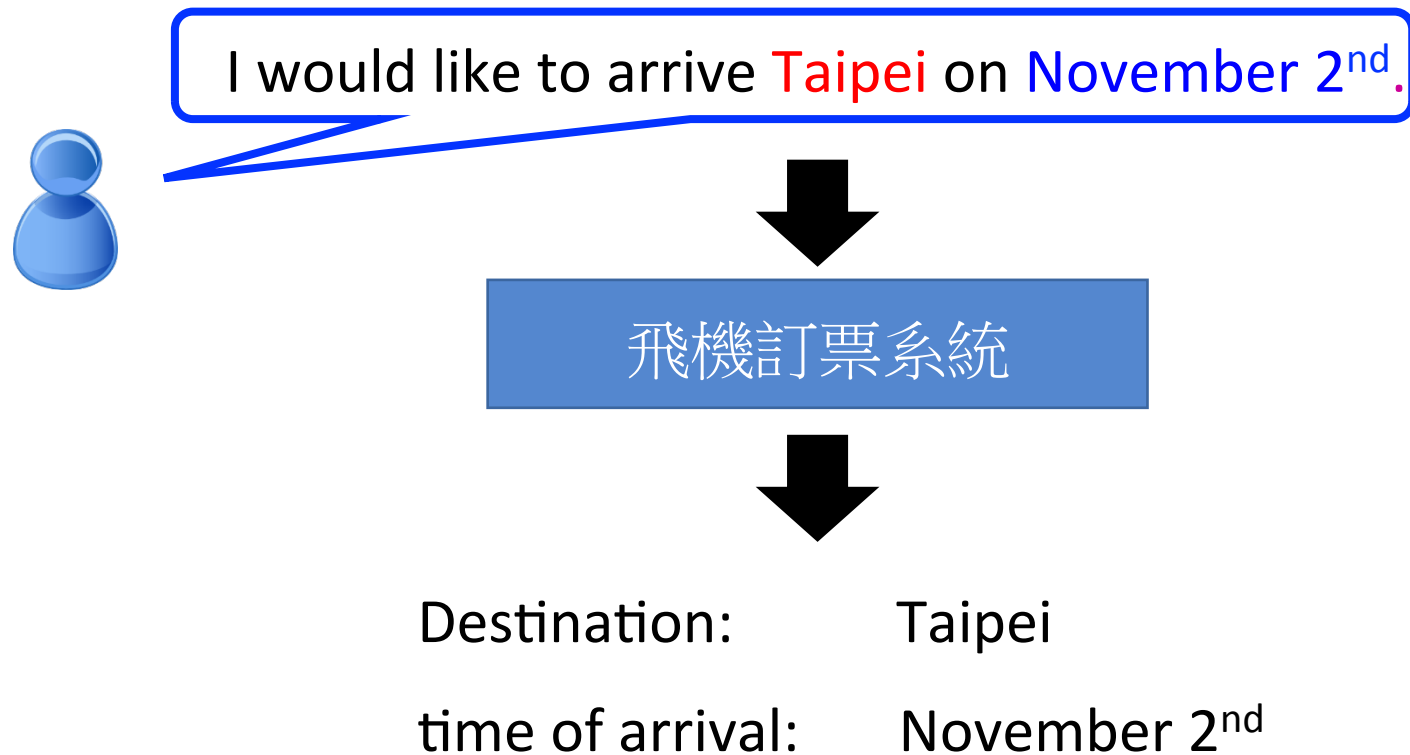 I would like to arrive Taipei on November 2nd.
飛機訂票系統
Destination: Taipei
time of arrival: November 2nd